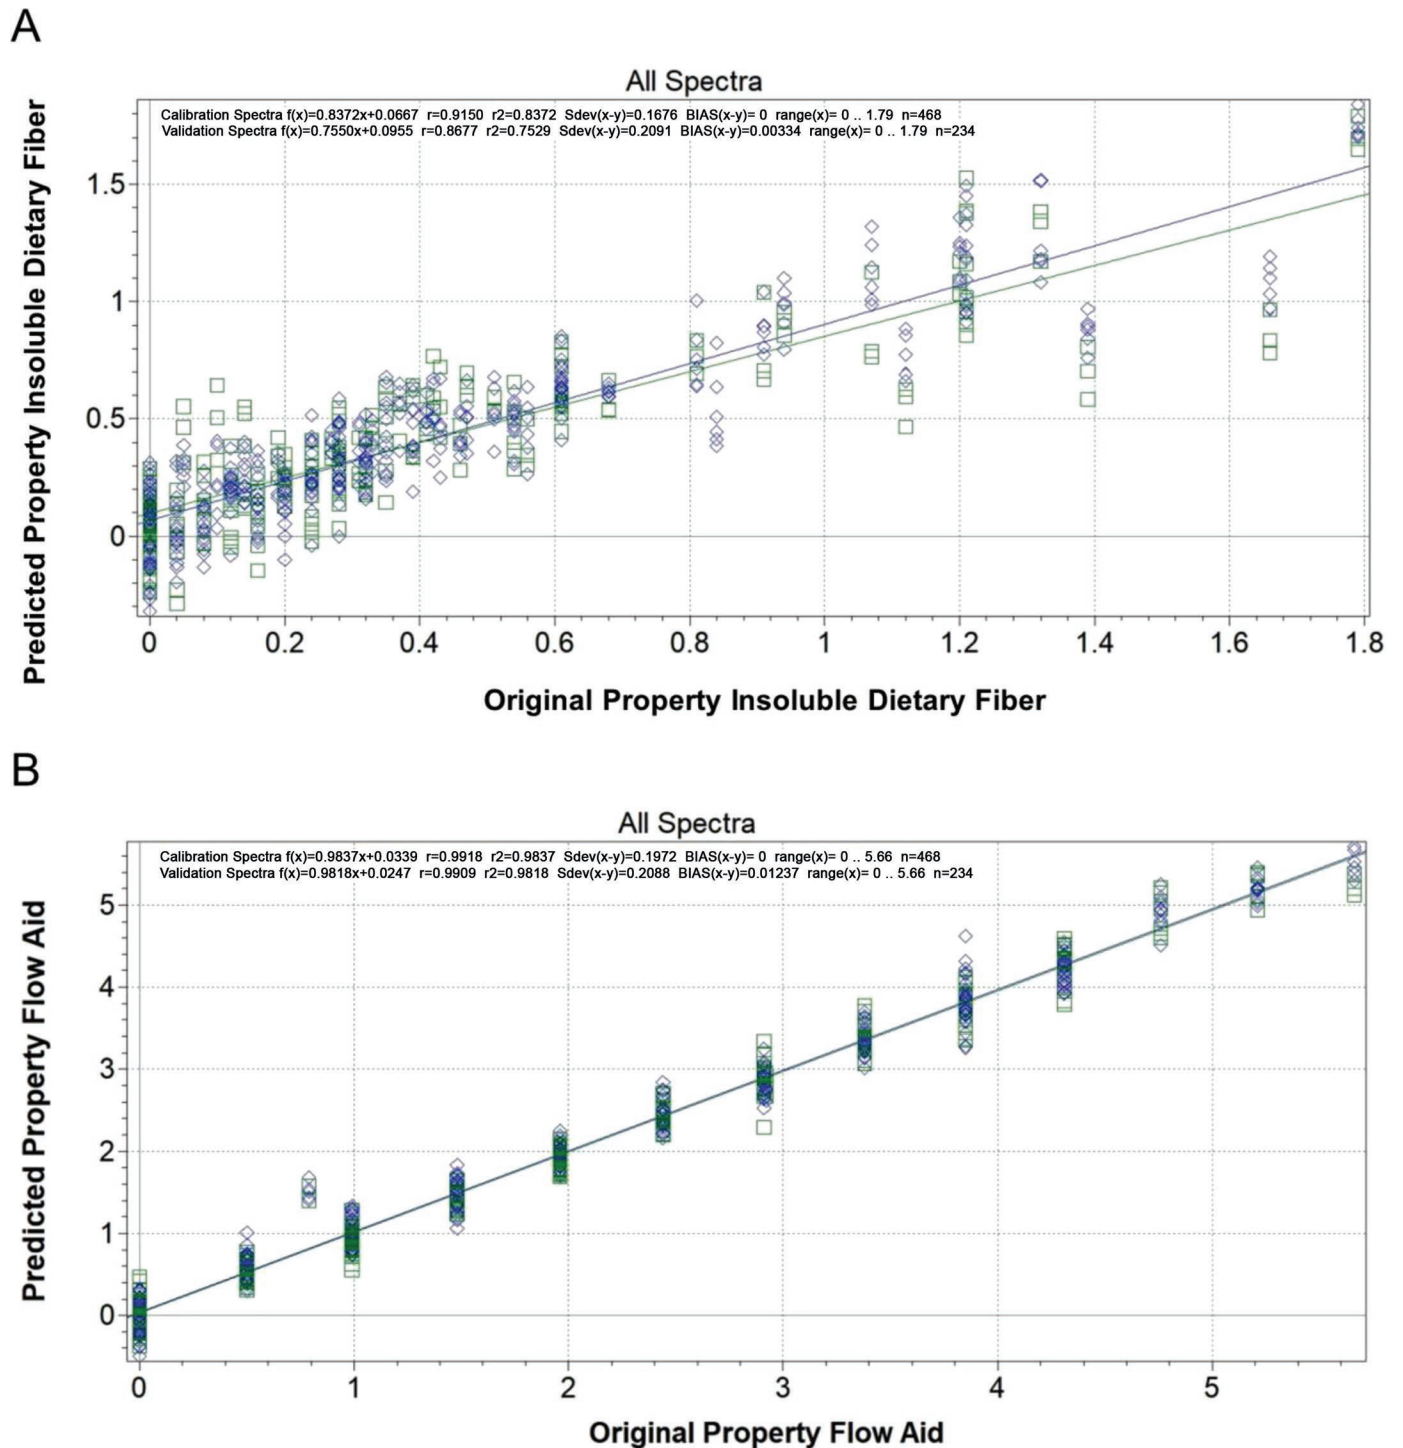 A
All Spectra
Calibration Spectra f(x)=0.8372x+0.0667 r=0.9150 r2=0.8372 Sdev(x-y)=0.1676 BIAS(x-y)= 0 range(x)= 0 .. 1.79 n=468
Validation Spectra f(x)=0.7550x+0.0955 r=0.8677 r2=0.7529 Sdev(x-y)=0.2091 BIAS(x-y)=0.00334 range(x)= 0 .. 1.79 n=234
Predicted Property Insoluble Dietary Fiber
1.5
1
0.5
0
0 0.2 0.4 0.6 0.8 1 1.2 1.4 1.6 1.8
Original Property Insoluble Dietary Fiber
B
All Spectra
Calibration Spectra f(x)=0.9837x+0.0339 r=0.9918 r2=0.9837 Sdev(x-y)=0.1972 BIAS(x-y)= 0 range(x)= 0 .. 5.66 n=468
Validation Spectra f(x)=0.9818x+0.0247 r=0.9909 r2=0.9818 Sdev(x-y)=0.2088 BIAS(x-y)=0.01237 range(x)= 0 .. 5.66 n=234
Predicted Property Flow Aid
5
4
3
2
1
0
0 1 2 3 4 5
Original Property Flow Aid